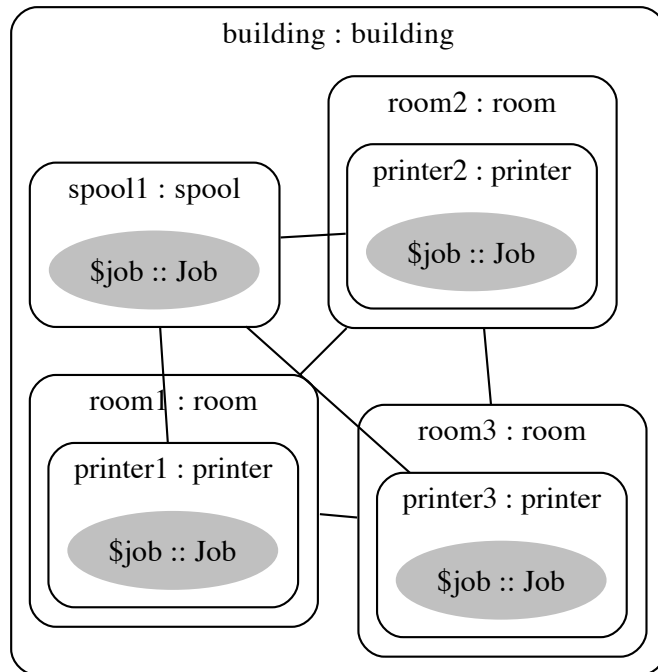 building : building
room2 : room
printer2 : printer
$job :: Job
spool1 : spool
$job :: Job
room1 : room
printer1 : printer
$job :: Job
room3 : room
printer3 : printer
$job :: Job